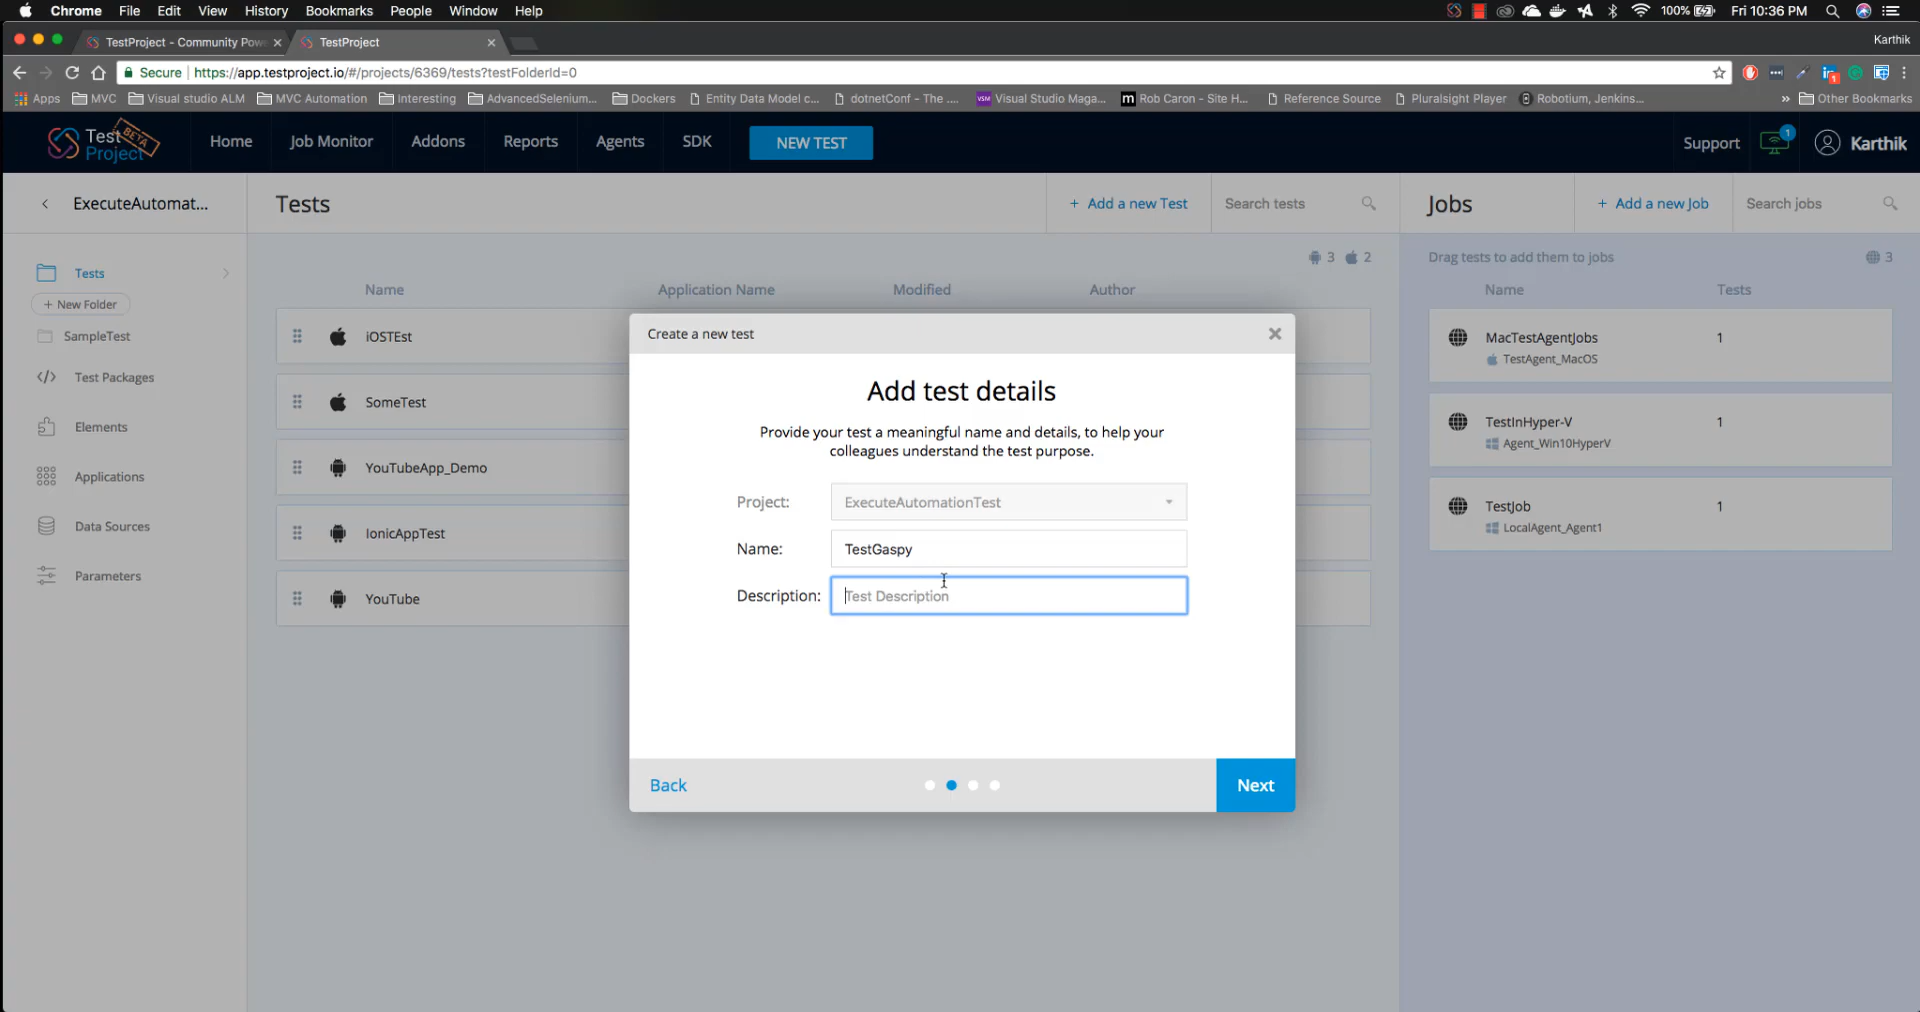 Chrome File Edit View History Bookmarks People Window Help 100% Fri 10:36 PM
TestProject - Community Powe TestProject Karthik
Secure https://app.testproject.io/#/projects/6369/tests?testFolderId=0
Apps MVC Visual studio ALM MVC Automation Interesting AdvancedSelenium... Dockers Entity Data Model c... dotnetConf - The .... Visual Studio Maga... Rob Caron - Site H... Reference Source Pluralsight Player Robotium, Jenkins... » Other Bookmarks
Test Project BETA Home Job Monitor Addons Reports Agents SDK NEW TEST Support 1 Karthik
ExecuteAutomat... Tests + Add a new Test Search tests Jobs + Add a new Job Search jobs
Tests 3 2 Drag tests to add them to jobs 3
+ New Folder Name Application Name Modified Author Name Tests
SampleTest iOSTEst MacTestAgentJobs 1
TestAgent_MacOS
Test Packages SomeTest TestInHyper-V 1
Elements Agent_Win10HyperV
Applications YouTubeApp_Demo TestJob 1
Data Sources IonicAppTest LocalAgent_Agent1
Parameters YouTube
Create a new test
Add test details
Provide your test a meaningful name and details, to help your
colleagues understand the test purpose.
Project: ExecuteAutomationTest
Name: TestGaspy
Description: Test Description
Back Next